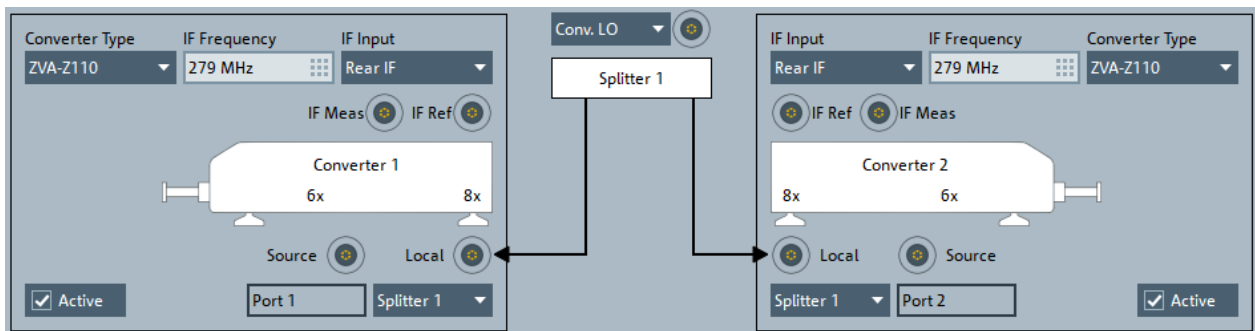 Converter Type IF Frequency IF Input
ZVA-Z110 279 MHz Rear IF
IF Meas IF Ref
Converter 1
6x 8x
Source Local
Active Port 1 Splitter 1
Conv. LO
Splitter 1
IF Input IF Frequency Converter Type
Rear IF 279 MHz ZVA-Z110
IF Ref IF Meas
Converter 2
8x 6x
Local Source
Splitter 1 Port 2 Active